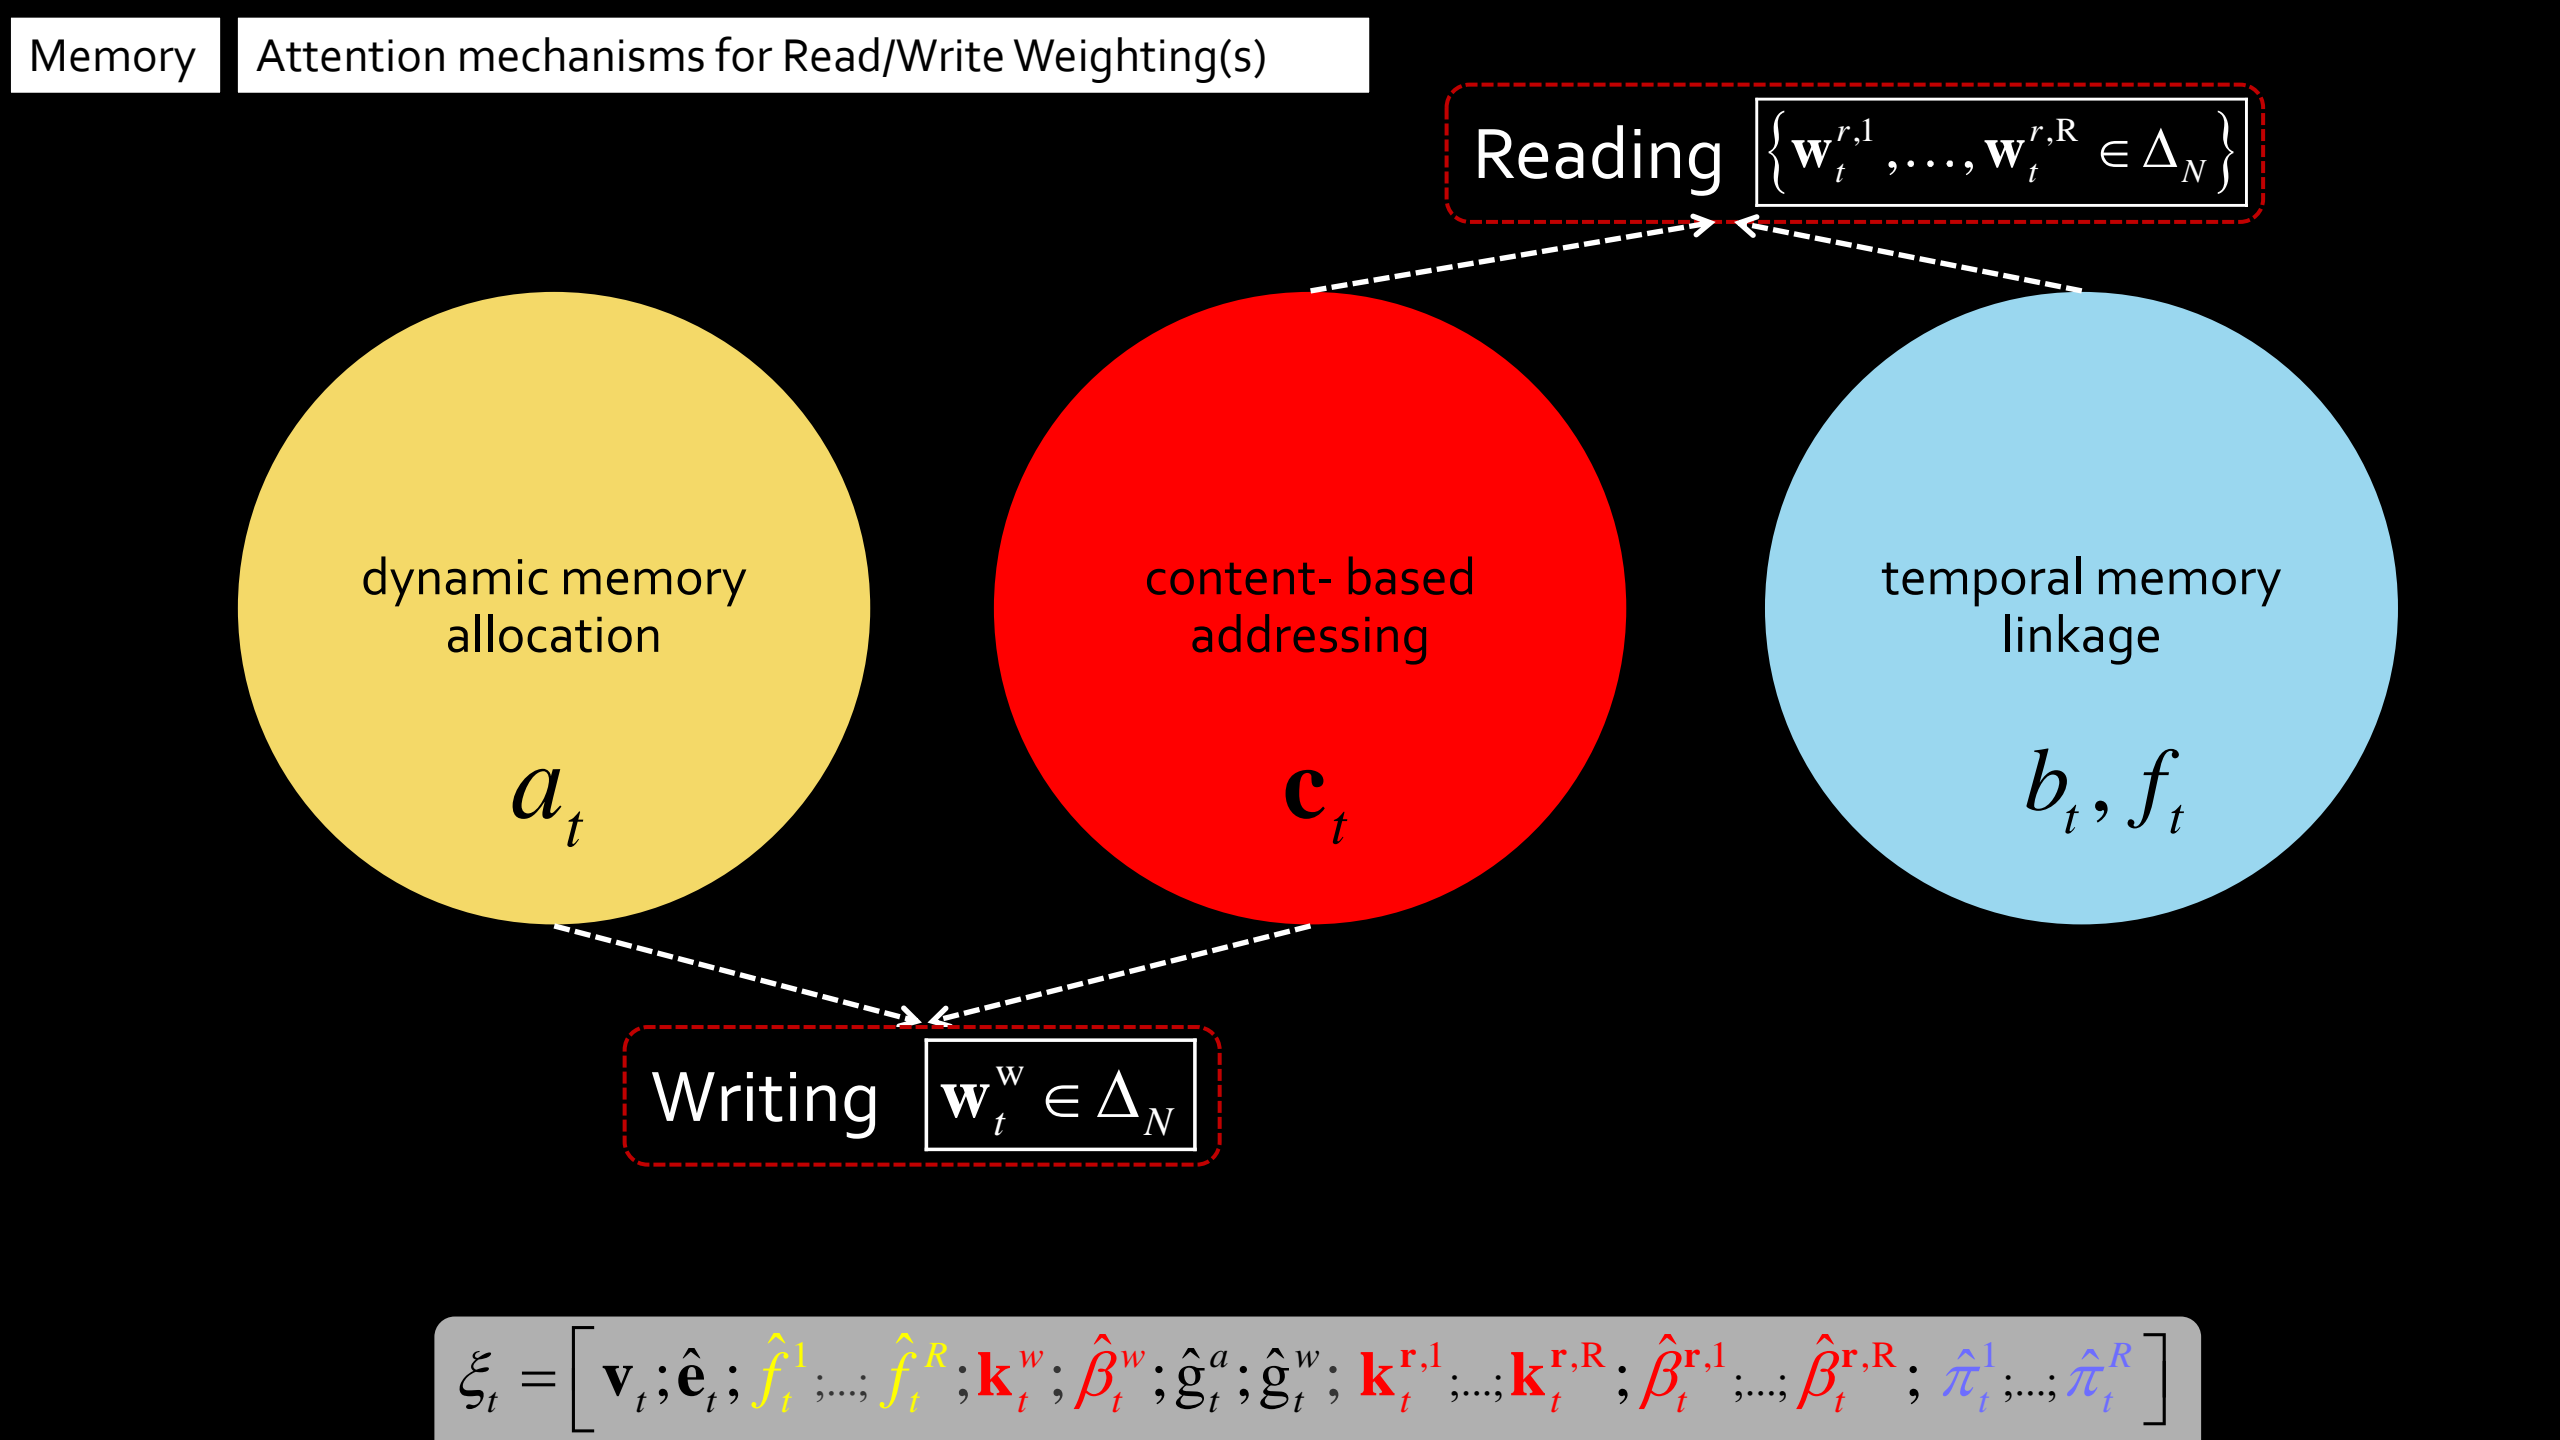 Memory
Attention mechanisms for Read/Write Weighting(s)
Reading {w_t^{r,1},...,w_t^{r,R} ∈ Δ_N}
dynamic memory
allocation
a_t
content- based
addressing
c_t
temporal memory
linkage
b_t, f_t
Writing w_t^w ∈ Δ_N
ξ_t = [v_t; ê_t; f̂_t^1;...; f̂_t^R; k_t^w; β̂_t^w; ĝ_t^a; ĝ_t^w; k_t^{r,1};...; k_t^{r,R}; β̂_t^{r,1};...; β̂_t^{r,R}; π̂_t^1;...; π̂_t^R]